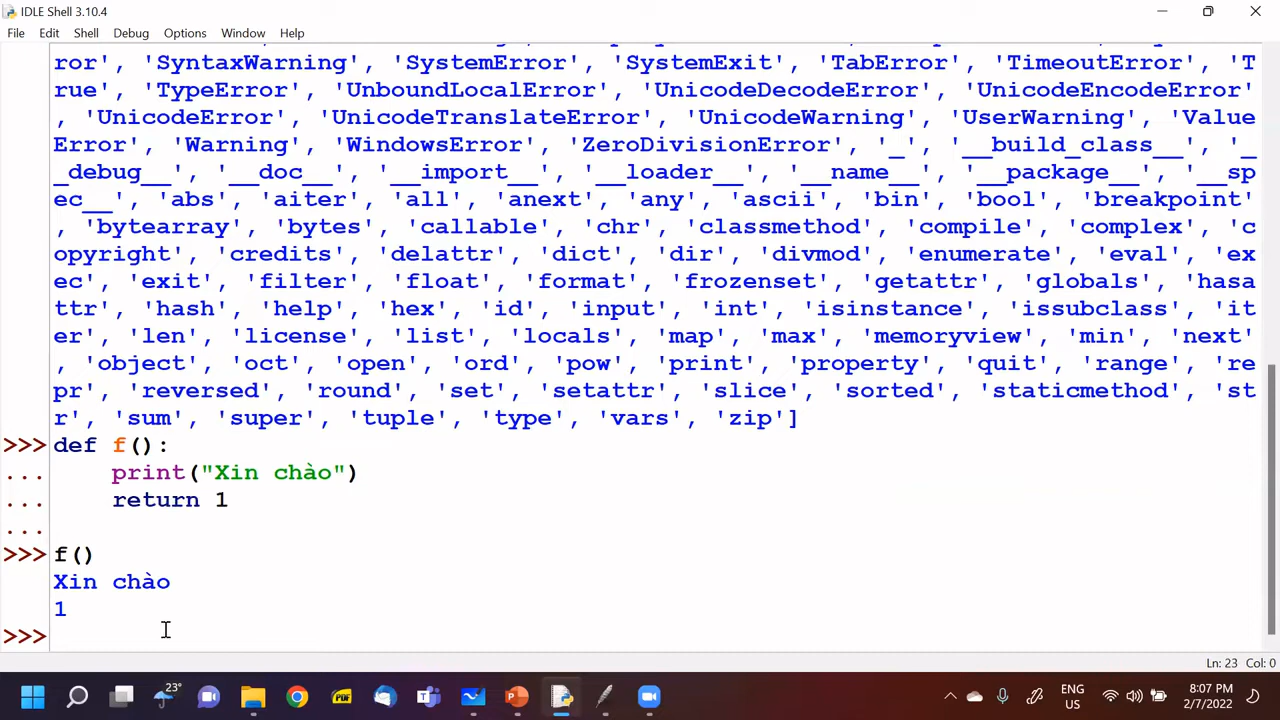 IDLE Shell 3.10.4
File Edit Shell Debug Options Window Help
ror', 'SyntaxWarning', 'SystemError', 'SystemExit', 'TabError', 'TimeoutError', 'T
rue', 'TypeError', 'UnboundLocalError', 'UnicodeDecodeError', 'UnicodeEncodeError'
, 'UnicodeError', 'UnicodeTranslateError', 'UnicodeWarning', 'UserWarning', 'Value
Error', 'Warning', 'WindowsError', 'ZeroDivisionError', '_', '__build_class__', '_
_debug__', '__doc__', '__import__', '__loader__', '__name__', '__package__', '__sp
ec__', 'abs', 'aiter', 'all', 'anext', 'any', 'ascii', 'bin', 'bool', 'breakpoint'
, 'bytearray', 'bytes', 'callable', 'chr', 'classmethod', 'compile', 'complex', 'c
opyright', 'credits', 'delattr', 'dict', 'dir', 'divmod', 'enumerate', 'eval', 'ex
ec', 'exit', 'filter', 'float', 'format', 'frozenset', 'getattr', 'globals', 'hasa
ttr', 'hash', 'help', 'hex', 'id', 'input', 'int', 'isinstance', 'issubclass', 'it
er', 'len', 'license', 'list', 'locals', 'map', 'max', 'memoryview', 'min', 'next'
, 'object', 'oct', 'open', 'ord', 'pow', 'print', 'property', 'quit', 'range', 're
pr', 'reversed', 'round', 'set', 'setattr', 'slice', 'sorted', 'staticmethod', 'st
r', 'sum', 'super', 'tuple', 'type', 'vars', 'zip']
>>> def f():
... print("Xin chào")
... return 1
...
>>> f()
Xin chào
1
>>>
Ln: 23 Col: 0
23°
PDF
ENG
US
8:07 PM
2/7/2022